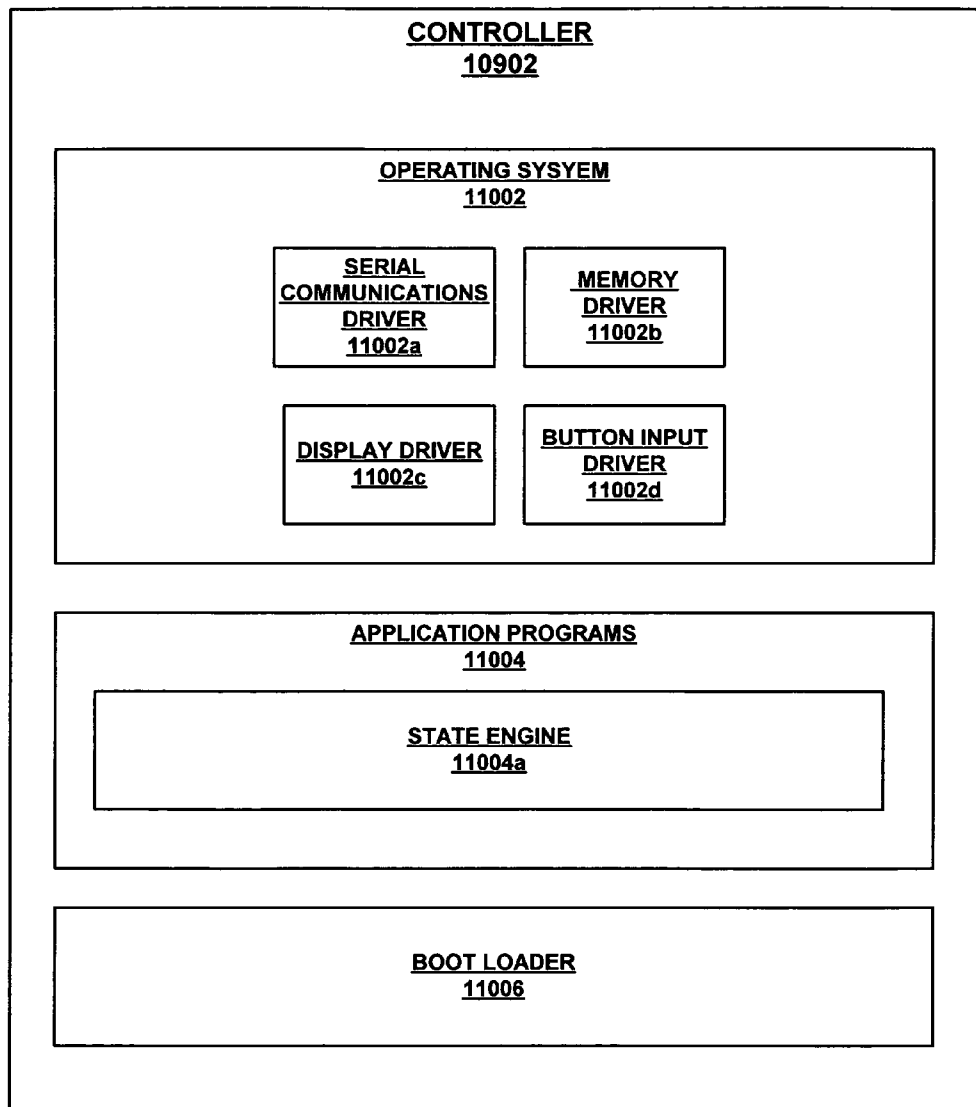 CONTROLLER
10902
OPERATING SYSYEM
11002
SERIAL
COMMUNICATIONS
DRIVER
11002a
MEMORY
DRIVER
11002b
DISPLAY DRIVER
11002c
BUTTON INPUT
DRIVER
11002d
APPLICATION PROGRAMS
11004
STATE ENGINE
11004a
BOOT LOADER
11006